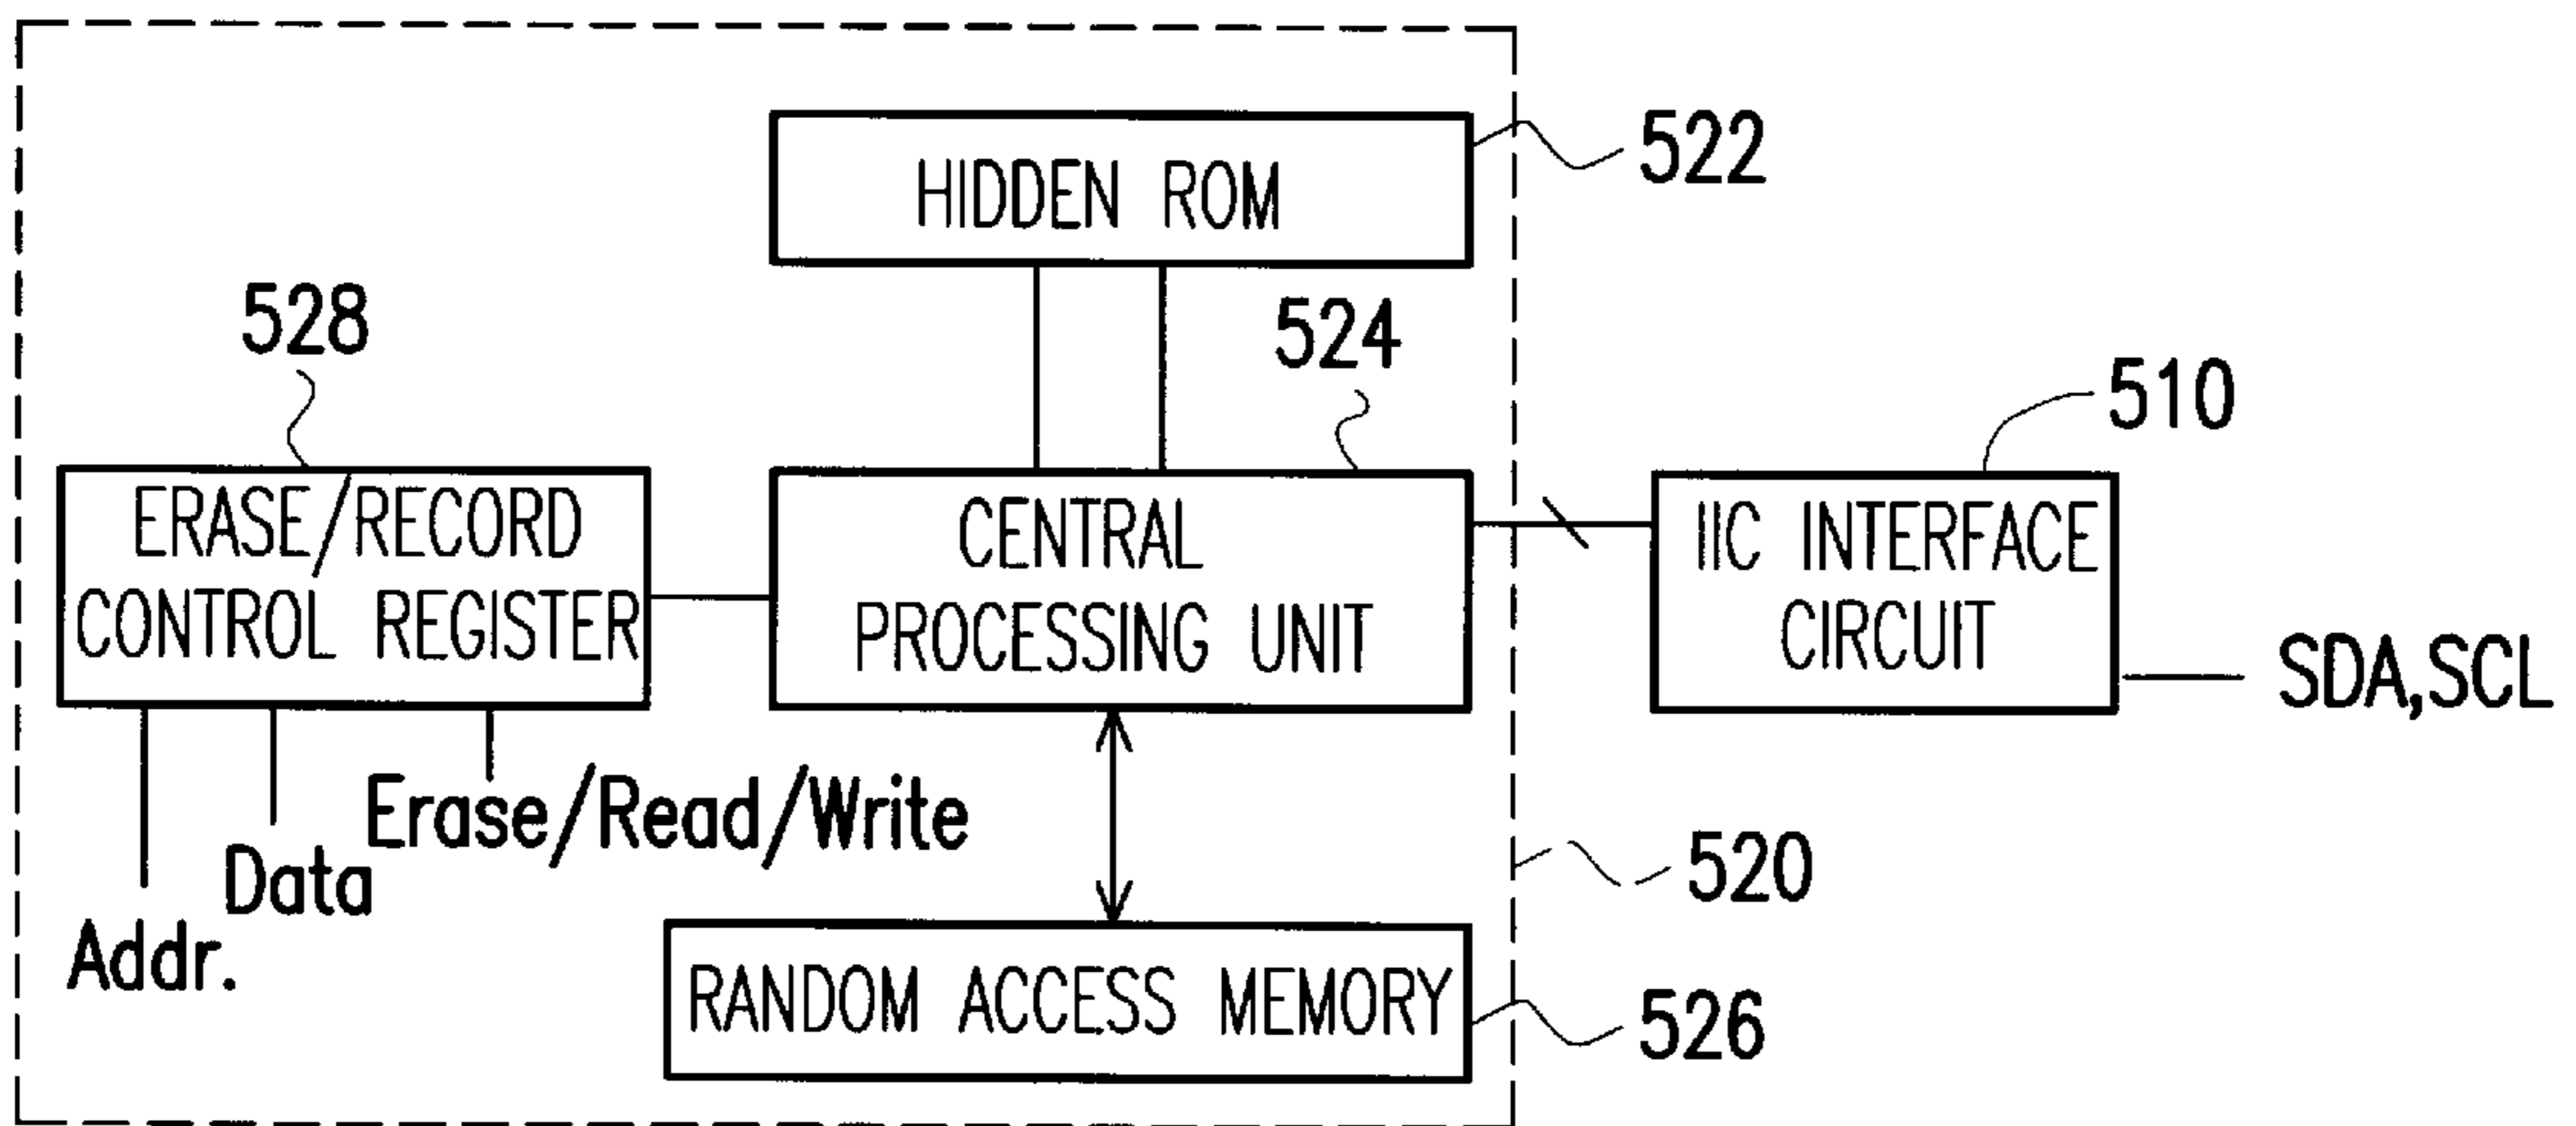 HIDDEN ROM
522
528
524
510
ERASE/RECORD
CONTROL REGISTER
CENTRAL
PROCESSING UNIT
IIC INTERFACE
CIRCUIT
SDA,SCL
Erase/Read/Write
Data
Addr.
520
RANDOM ACCESS MEMORY
526